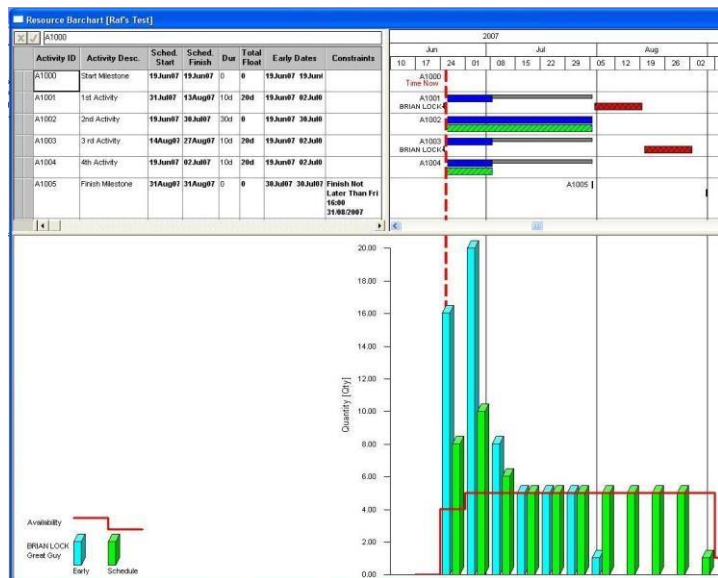 Resource Barchart [Raf's Test]
A1000
Activity ID Activity Desc. Sched. Start Sched. Finish Dur Total Float Early Dates Constraints
A1000 Start Milestone 19Jun07 19Jun07 0 0 19Jun07 19Jun
A1001 1st Activity 31Jul07 13Aug07 10d 20d 19Jun07 02Jul0
A1002 2nd Activity 19Jun07 30Jul07 30d 0 19Jun07 30Jul0
A1003 3 rd Activity 14Aug07 27Aug07 10d 20d 19Jun07 02Jul0
A1004 4th Activity 19Jun07 02Jul07 10d 20d 19Jun07 02Jul0
A1005 Finish Milestone 31Aug07 31Aug07 0 0 30Jul07 30Jul07 Finish Not
Later Than Fri
16:00
31/08/2007
2007
Jun Jul Aug
10 17 24 01 08 15 22 29 05 12 19 26 02
A1000
Time Now
A1001
BRIAN LOCK
A1002
A1003
BRIAN LOCK
A1004
A1005
20.00
18.00
16.00
14.00
12.00
10.00
8.00
6.00
4.00
2.00
0.00
Quantity [Qty]
Availability
BRIAN LOCK
Great Guy
Early Schedule